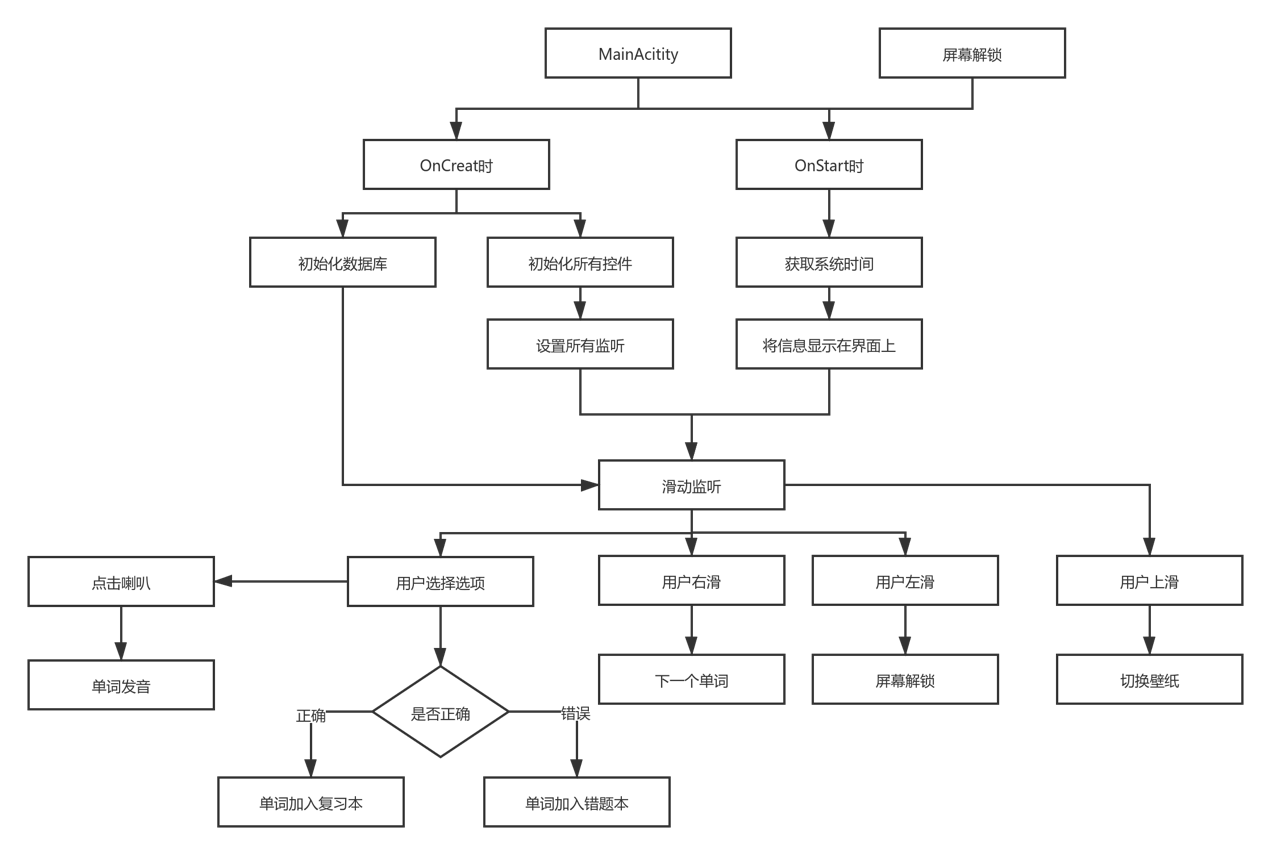 MainAcitity
屏幕解锁
OnCreat时
OnStart时
初始化数据库
初始化所有控件
获取系统时间
设置所有监听
将信息显示在界面上
滑动监听
点击喇叭
用户选择选项
用户右滑
用户左滑
用户上滑
单词发音
下一个单词
屏幕解锁
切换壁纸
正确
是否正确
错误
单词加入复习本
单词加入错题本